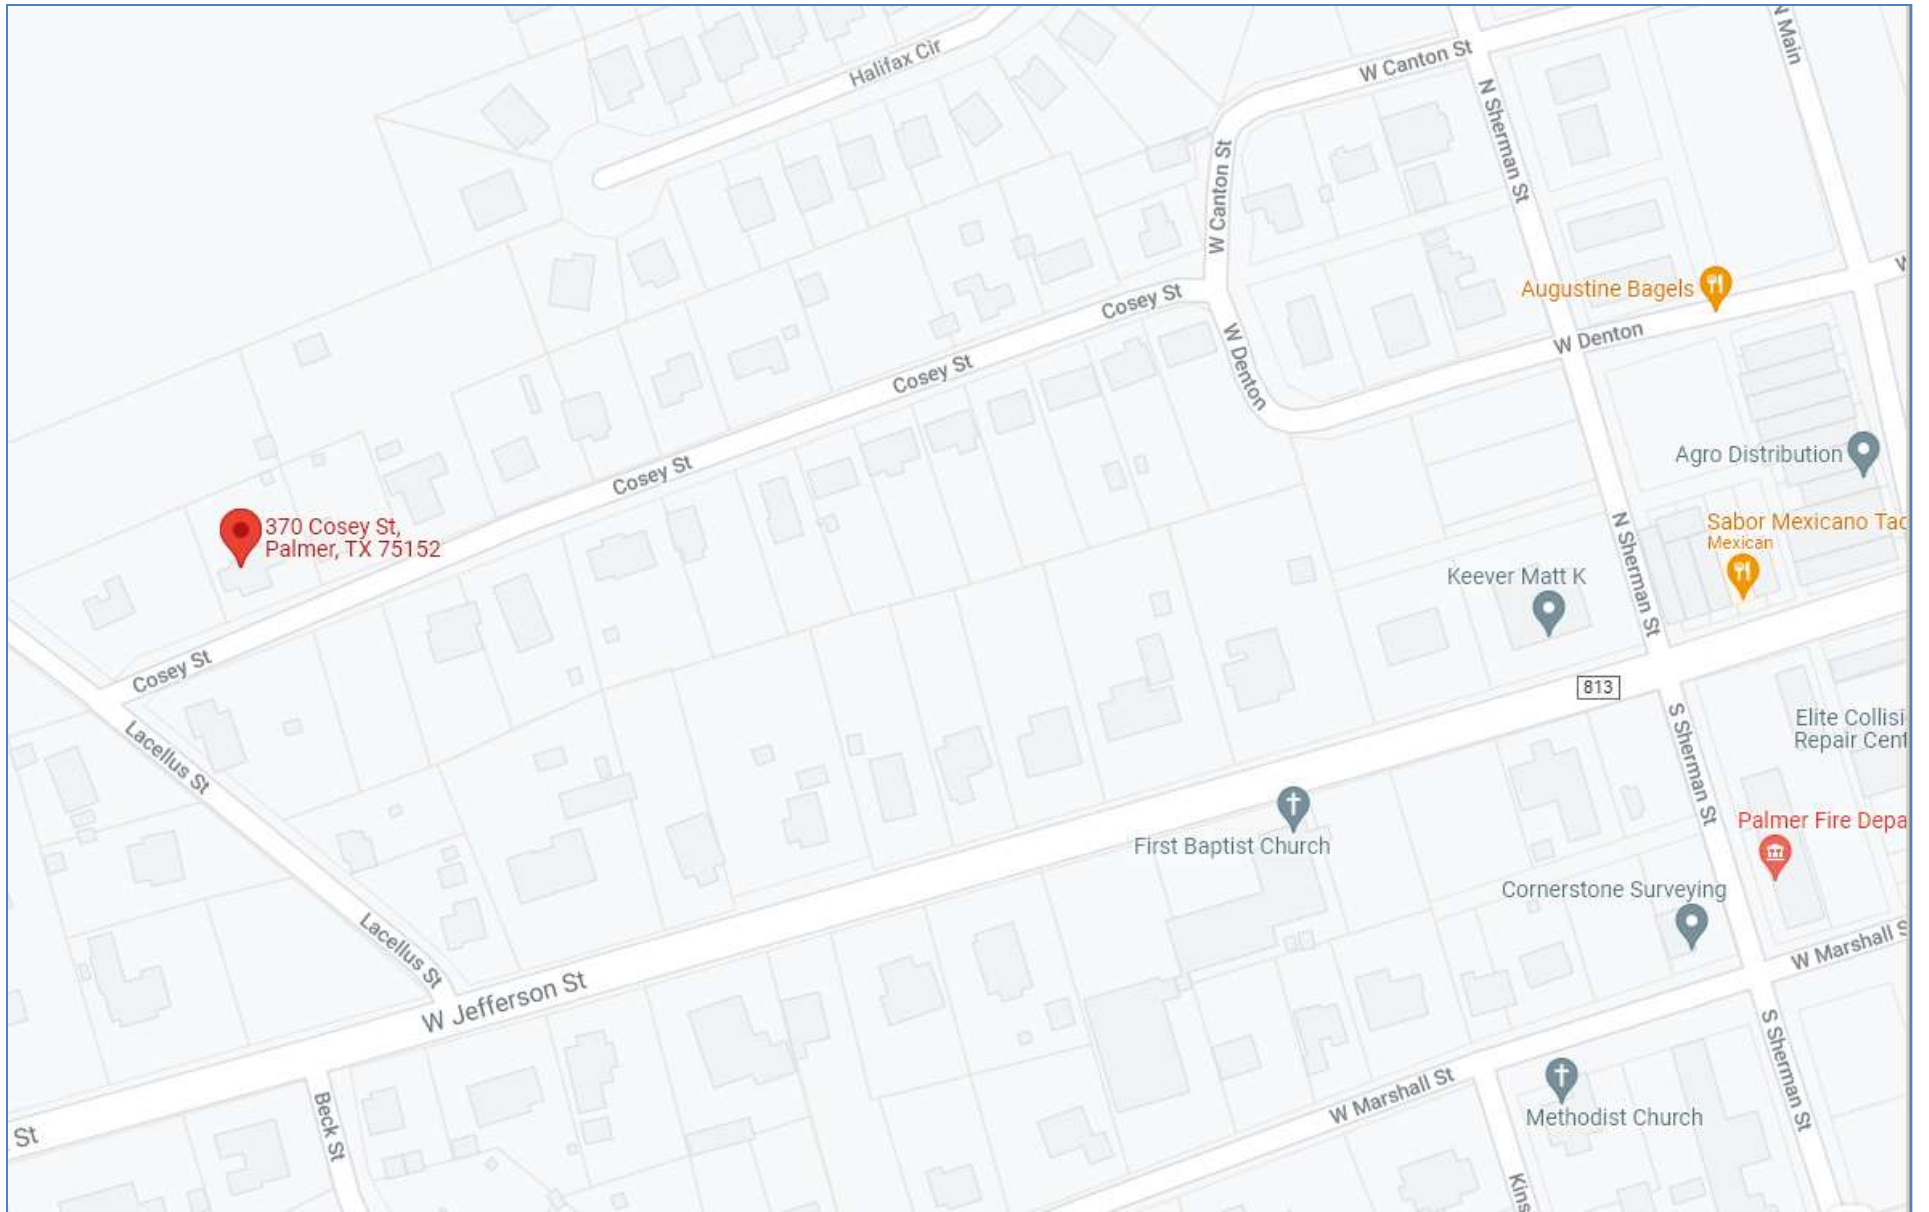 Halifax Cir
W Canton St
N Main
N Sherman St
W Canton St
Augustine Bagels
Cosey St
W Denton
W Denton
Cosey St
Agro Distribution
Cosey St
370 Cosey St,
Palmer, TX 75152
Sabor Mexicano Tac
Mexican
N Sherman St
Keever Matt K
Cosey St
813
S Sherman St
Elite Collisi
Repair Cent
Lacellus St
Palmer Fire Depa
First Baptist Church
Cornerstone Surveying
Lacellus St
W Marshall S
W Jefferson St
S Sherman St
W Marshall St
Methodist Church
Beck St
St
Kins